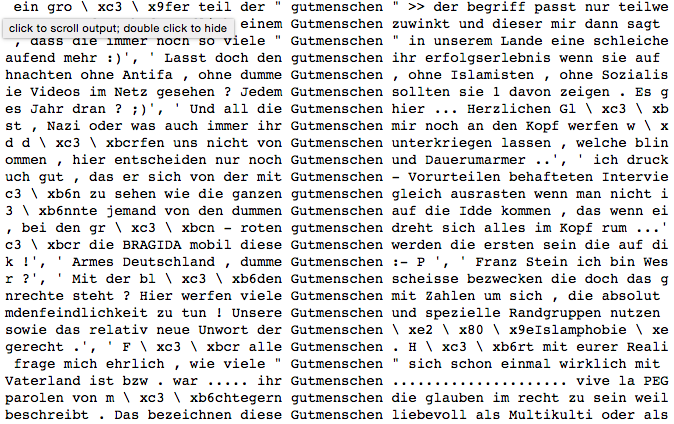 ein gro \ xc3 \ x9fer teil der " gutmenschen " >> der begriff passt nur teilwe
click to scroll output; double click to hide
einem Gutmenschen zuwinkt und dieser mir dann sagt
, dass die immer noch so viele " Gutmenschen " in unserem Lande eine schleiche
aufend mehr :)', ' Lasst doch den Gutmenschen ihr erfolgserlebnis wenn sie auf
hnachten ohne Antifa , ohne dumme Gutmenschen , ohne Islamisten , ohne Sozialis
ie Videos im Netz gesehen ? Jedem Gutmenschen sollten sie 1 davon zeigen . Es g
es Jahr dran ? ;)', ' Und all die Gutmenschen hier ... Herzlichen Gl \ xc3 \ xb
st , Nazi oder was auch immer ihr Gutmenschen mir noch an den Kopf werfen w \ x
d d \ xc3 \ xbcrfen uns nicht von Gutmenschen unterkriegen lassen , welche blin
ommen , hier entscheiden nur noch Gutmenschen und Dauerumarmer ..', ' ich druck
uch gut , das er sich von der mit Gutmenschen - Vorurteilen behafteten Intervie
c3 \ xb6n zu sehen wie die ganzen gutmenschen gleich ausrasten wenn man nicht i
3 \ xb6nnte jemand von den dummen Gutmenschen auf die Idde kommen , das wenn ei
, bei den gr \ xc3 \ xbcn - roten Gutmenschen dreht sich alles im Kopf rum ...'
c3 \ xbcr die BRAGIDA mobil diese Gutmenschen werden die ersten sein die auf di
k !', ' Armes Deutschland , dumme Gutmenschen :- P ', ' Franz Stein ich bin Wes
r ?', ' Mit der bl \ xc3 \ xb6den Gutmenschen scheisse bezwecken die doch das g
nrechte steht ? Hier werfen viele Gutmenschen mit Zahlen um sich , die absolut
mdenfeindlichkeit zu tun ! Unsere Gutmenschen und spezielle Randgruppen nutzen
sowie das relativ neue Unwort der Gutmenschen \ xe2 \ x80 \ x9eIslamphobie \ xe
gerecht .', ' F \ xc3 \ xbcr alle Gutmenschen . H \ xc3 \ xb6rt mit eurer Reali
frage mich ehrlich , wie viele " Gutmenschen " sich schon einmal wirklich mit
Vaterland ist bzw . war ..... ihr Gutmenschen .................... vive la PEG
parolen von m \ xc3 \ xb6chtegern gutmenschen die glauben im recht zu sein weil
beschreibt . Das bezeichnen diese Gutmenschen liebevoll als Multikulti oder als